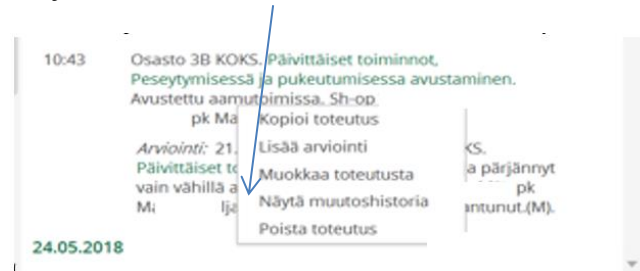 10:43 Osasto 3B KOKS. Päivittäiset toiminnot,
Peseytymisessä ja pukeutumisessa avustaminen.
Avustettu aamutoimissa. Sh-op
pk Ma
Kopioi toteutus
Lisää arviointi
Muokkaa toteutusta
Näytä muutoshistoria
Poista toteutus
Arviointi: 21. KS.
Päivittäiset to a pärjännyt
vain vähillä a pk
Ma lja antunut.(M).
24.05.2018